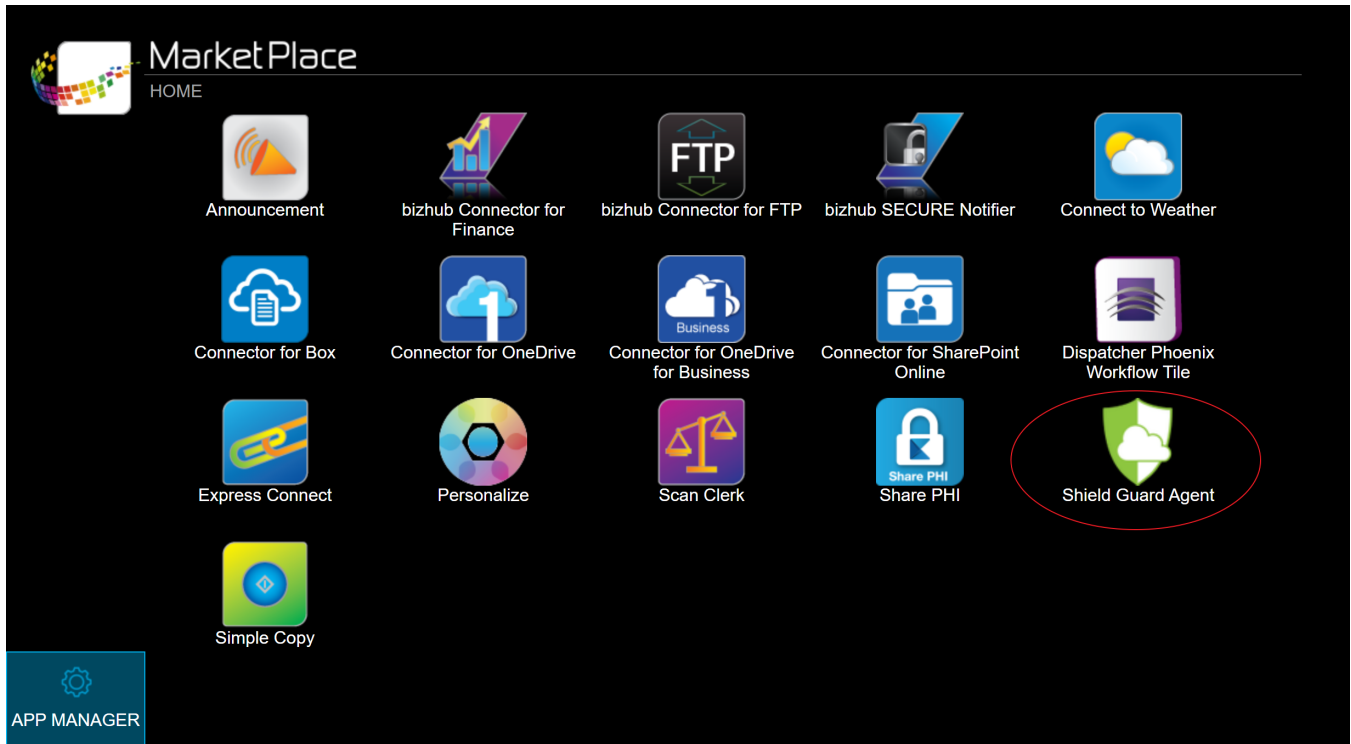 MarketPlace
HOME
FTP
Announcement
bizhub Connector for
Finance
bizhub Connector for FTP
bizhub SECURE Notifier
Connect to Weather
1
1
Business
Connector for Box
Connector for OneDrive
Connector for OneDrive
for Business
Connector for SharePoint
Online
Dispatcher Phoenix
Workflow Tile
Share PHI
Express Connect
Personalize
Scan Clerk
Share PHI
Shield Guard Agent
Simple Copy
APP MANAGER